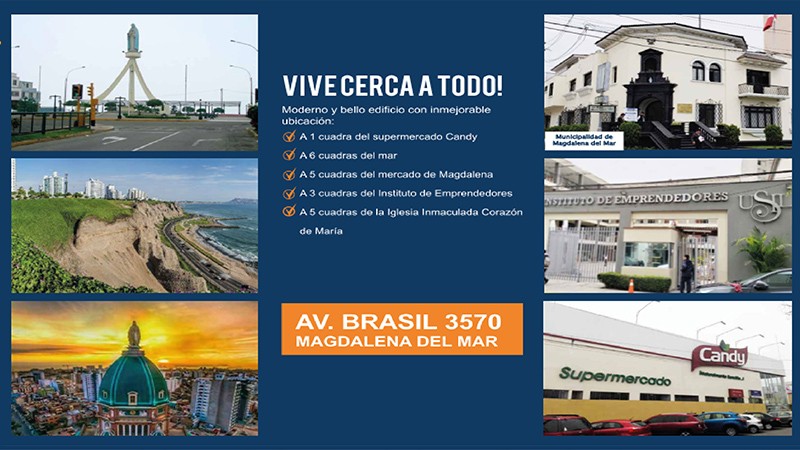 VIVE CERCA A TODO!
Moderno y bello edificio con inmejorable
ubicación:
A 1 cuadra del supermercado Candy
A 6 cuadras del mar
A 5 cuadras del mercado de Magdalena
A 3 cuadras del Instituto de Emprendedores
A 5 cuadras de la Iglesia Inmaculada Corazón
de María
AV. BRASIL 3570
MAGDALENA DEL MAR
Municipalidad de
Magdalena del Mar
INSTITUTO DE EMPRENDEDORES USIL
Candy
Supermercado